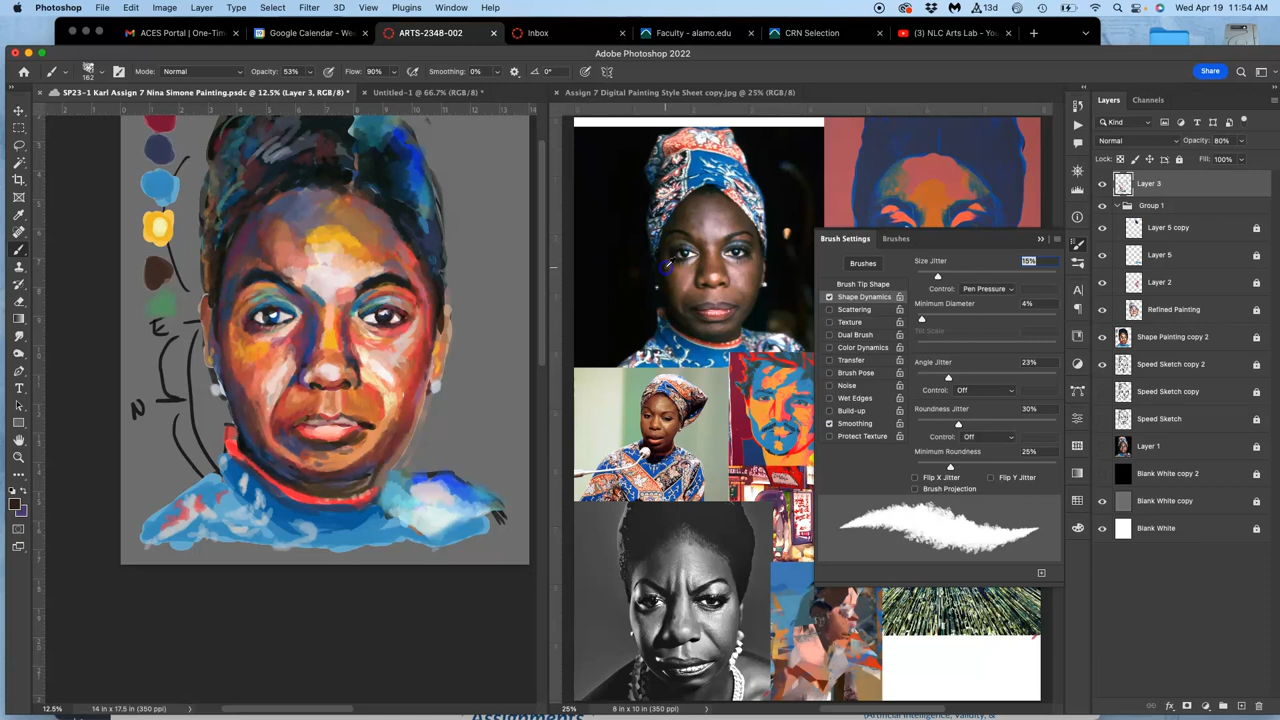 Photoshop File Edit Image Layer Type Select Filter 3D View Plugins Window Help 13d Wed Apr 19 11:54 AM
ACES Portal | One-Tim Google Calendar - We ARTS-2348-002 Inbox Faculty - alamo.edu CRN Selection (3) NLC Arts Lab - You
Adobe Photoshop 2022
162 Mode: Normal Opacity: 53% Flow: 90% Smoothing: 0% 0° Share
SP23-1 Karl Assign 7 Nina Simone Painting.psdc @ 12.5% (Layer 3, RGB/8) * Untitled-1 @ 66.7% (RGB/8) * Assign 7 Digital Painting Style Sheet copy.jpg @ 25% (RGB/8)
Layers Channels
Kind
Normal Opacity: 80%
Lock: Fill: 100%
Layer 3
Group 1
Layer 5 copy
Layer 5
Layer 2
Refined Painting
Shape Painting copy 2
Speed Sketch copy 2
Speed Sketch copy
Speed Sketch
Layer 1
Blank White copy 2
Blank White copy
Blank White
Brush Settings Brushes
Brushes
Brush Tip Shape
Shape Dynamics
Scattering
Texture
Dual Brush
Color Dynamics
Transfer
Brush Pose
Noise
Wet Edges
Build-up
Smoothing
Protect Texture
Size Jitter 15%
Control: Pen Pressure
Minimum Diameter 4%
Tilt Scale
Angle Jitter 23%
Control: Off
Roundness Jitter 30%
Control: Off
Minimum Roundness 25%
Flip X Jitter Flip Y Jitter
Brush Projection
E
N
12.5% 14 in x 17.5 in (350 ppi) 25% 8 in x 10 in (350 ppi)